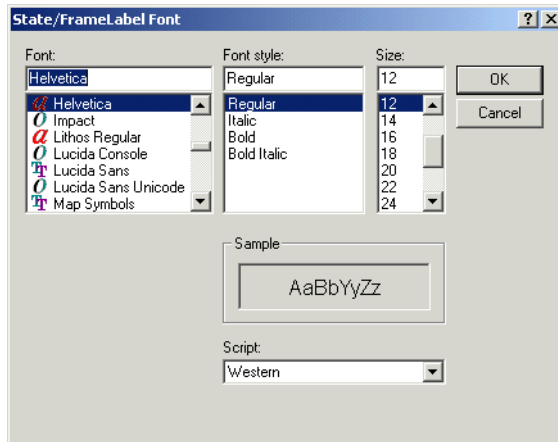 State/FrameLabel Font
Font:
Font style:
Size:
Helvetica
Regular
12
OK
Cancel
Helvetica
Impact
Lithos Regular
Lucida Console
Lucida Sans
Lucida Sans Unicode
Map Symbols
Regular
Italic
Bold
Bold Italic
12
14
16
18
20
22
24
Sample
AaBbYyZz
Script:
Western